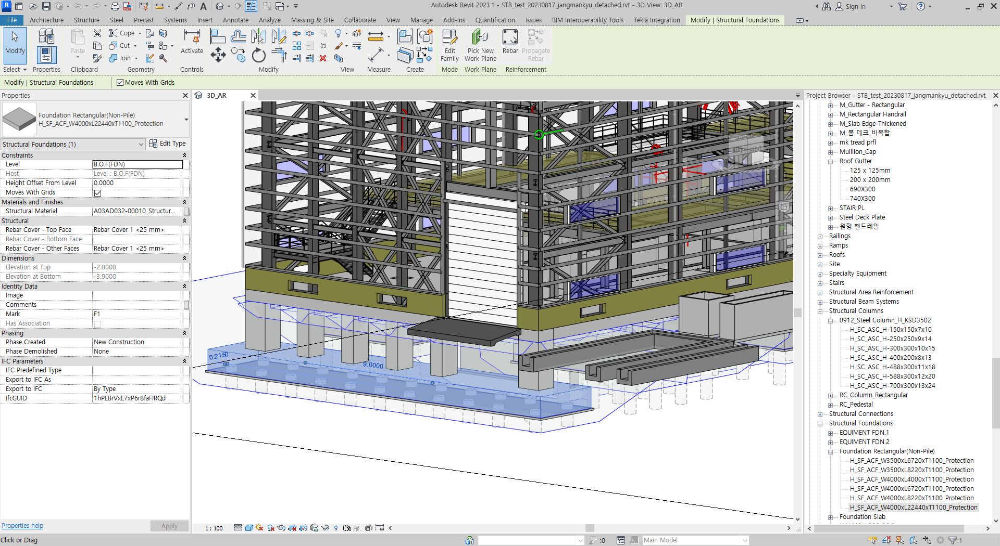 Autodesk Revit 2023.1 - STB_test_20230817_jangmankyu_detached.rvt - 3D View: 3D_AR
Sign In
File Architecture Structure Steel Precast Systems Insert Annotate Analyze Massing & Site Collaborate View Manage Add-Ins Quantification Issues BIM Interoperability Tools Tekla Integration Modify | Structural Foundations
Modify
Paste
Cope
Cut
Join
Activate
Edit Family
Pick New Work Plane
Rebar
Propagate Rebar
Select Properties Clipboard Geometry Controls Modify View Measure Create Mode Work Plane Reinforcement
Modify | Structural Foundations
Moves With Grids
Properties
Foundation Rectangular(Non-Pile)
H_SF_ACF_W4000xL22440xT1100_Protection
Structural Foundations (1)
Edit Type
Constraints
Level B.O.F(FDN)
Host Level : B.O.F(FDN)
Height Offset From Level 0.0000
Moves With Grids
Materials and Finishes
Structural Material A03AD032-00010_Structur...
Structural
Rebar Cover - Top Face Rebar Cover 1 <25 mm>
Rebar Cover - Bottom Face
Rebar Cover - Other Faces Rebar Cover 1 <25 mm>
Dimensions
Elevation at Top -2.8000
Elevation at Bottom -3.9000
Identity Data
Image
Comments
Mark F1
Has Association
Phasing
Phase Created New Construction
Phase Demolished None
IFC Parameters
IFC Predefined Type
Export to IFC As
Export to IFC By Type
IfcGUID 1hPEBrVxL7xP6r8faFIRQd
Properties help
Apply
3D_AR
FRONT
0.2150
9.0000
1 : 100
Project Browser - STB_test_20230817_jangmankyu_detached.rvt
M_Gutter - Rectangular
M_Rectangular Handrail
M_Slab Edge-Thickened
M_폼 데크_비복합
mk tread prfl
Muillion_Cap
Roof Gutter
125 x 125mm
200 x 200mm
690X300
740X300
STAIR PL
Steel Deck Plate
원형 핸드레일
Railings
Ramps
Roofs
Site
Specialty Equipment
Stairs
Structural Area Reinforcement
Structural Beam Systems
Structural Columns
0912_Steel Column_H_KSD3502
H_SC_ASC_H-150x150x7x10
H_SC_ASC_H-250x250x9x14
H_SC_ASC_H-300x300x10x15
H_SC_ASC_H-400x200x8x13
H_SC_ASC_H-488x300x11x18
H_SC_ASC_H-588x300x12x20
H_SC_ASC_H-700x300x13x24
RC_Column_Rectangular
RC_Pedestal
Structural Connections
Structural Foundations
EQUIMENT FDN.1
EQUIMENT FDN.2
Foundation Rectangular(Non-Pile)
H_SF_ACF_W3500xL6720xT1100_Protection
H_SF_ACF_W3500xL8220xT1100_Protection
H_SF_ACF_W4000xL4000xT1100_Protection
H_SF_ACF_W4000xL6720xT1100_Protection
H_SF_ACF_W4000xL8220xT1100_Protection
H_SF_ACF_W4000xL22440xT1100_Protection
Foundation Slab
Click or Drag
:0
Main Model
:1